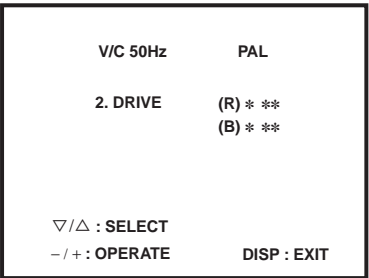 V/C 50Hz PAL
2. DRIVE (R) * **
(B) * **
▽/△ : SELECT
– / + : OPERATE DISP : EXIT